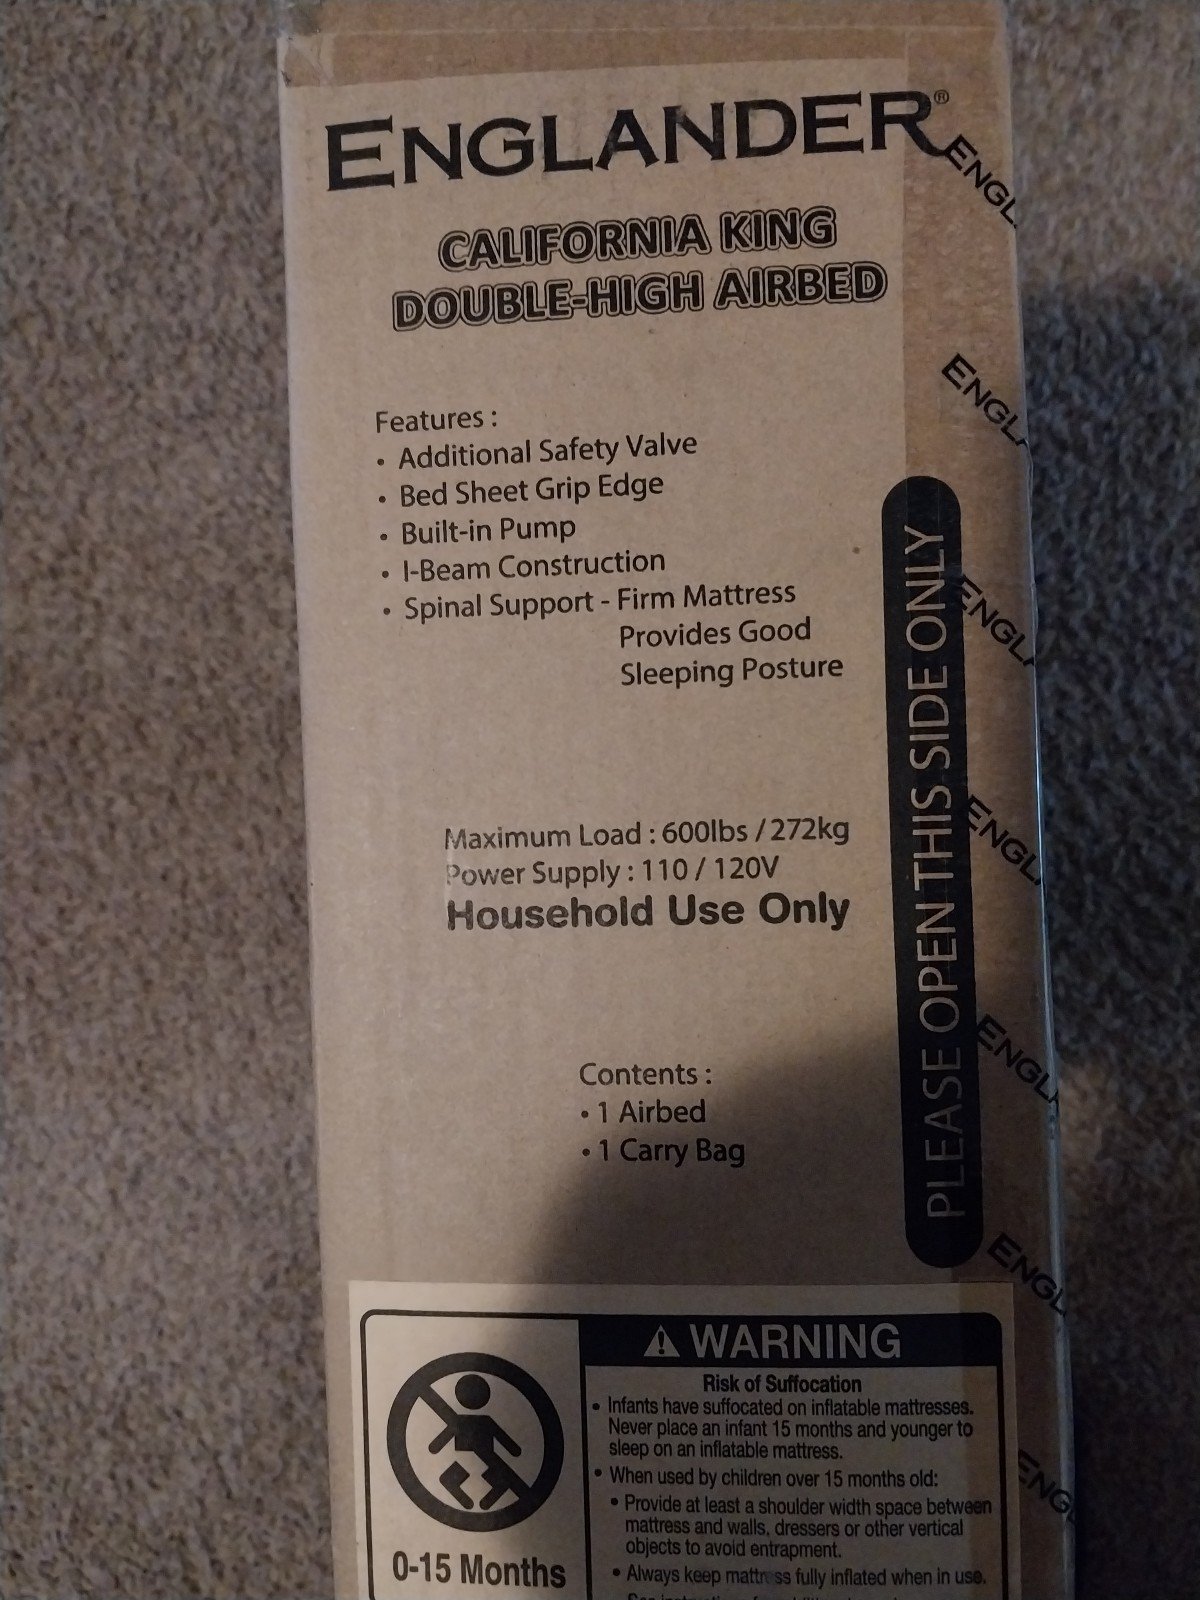 ENGLANDER®
CALIFORNIA KING
DOUBLE-HIGH AIRBED
Features :
• Additional Safety Valve
• Bed Sheet Grip Edge
• Built-in Pump
• I-Beam Construction
• Spinal Support - Firm Mattress
Provides Good
Sleeping Posture
Maximum Load : 600lbs / 272kg
Power Supply : 110 / 120V
Household Use Only
Contents :
• 1 Airbed
• 1 Carry Bag
PLEASE OPEN THIS SIDE ONLY
ENGL
ENGLA
ENGLA
ENGLA
ENGLA
ENGL
ENG
WARNING
Risk of Suffocation
• Infants have suffocated on inflatable mattresses.
Never place an infant 15 months and younger to
sleep on an inflatable mattress.
• When used by children over 15 months old:
• Provide at least a shoulder width space between
mattress and walls, dressers or other vertical
objects to avoid entrapment.
• Always keep mattress fully inflated when in use.
0-15 Months